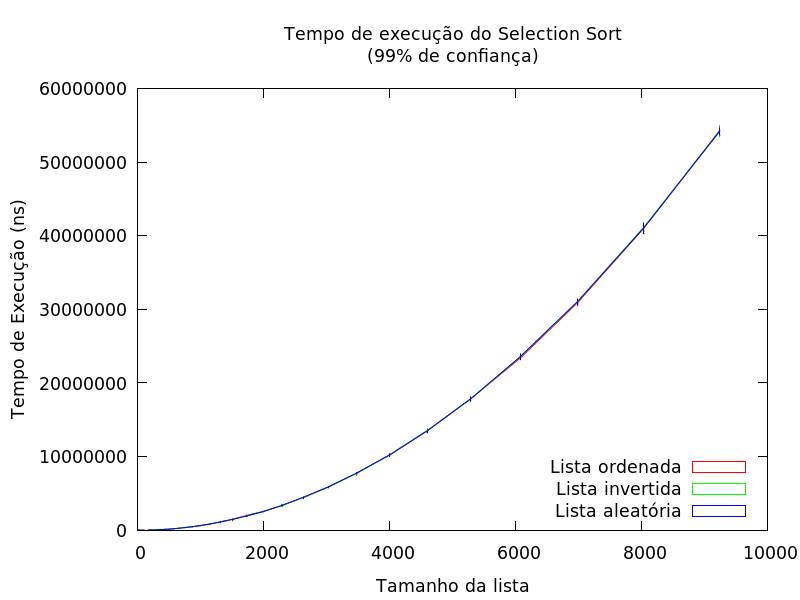 Tempo de execução do Selection Sort
(99% de confiança)
60000000
50000000
40000000
30000000
20000000
10000000
0
Tempo de Execução (ns)
Lista ordenada
Lista invertida
Lista aleatória
0 2000 4000 6000 8000 10000
Tamanho da lista